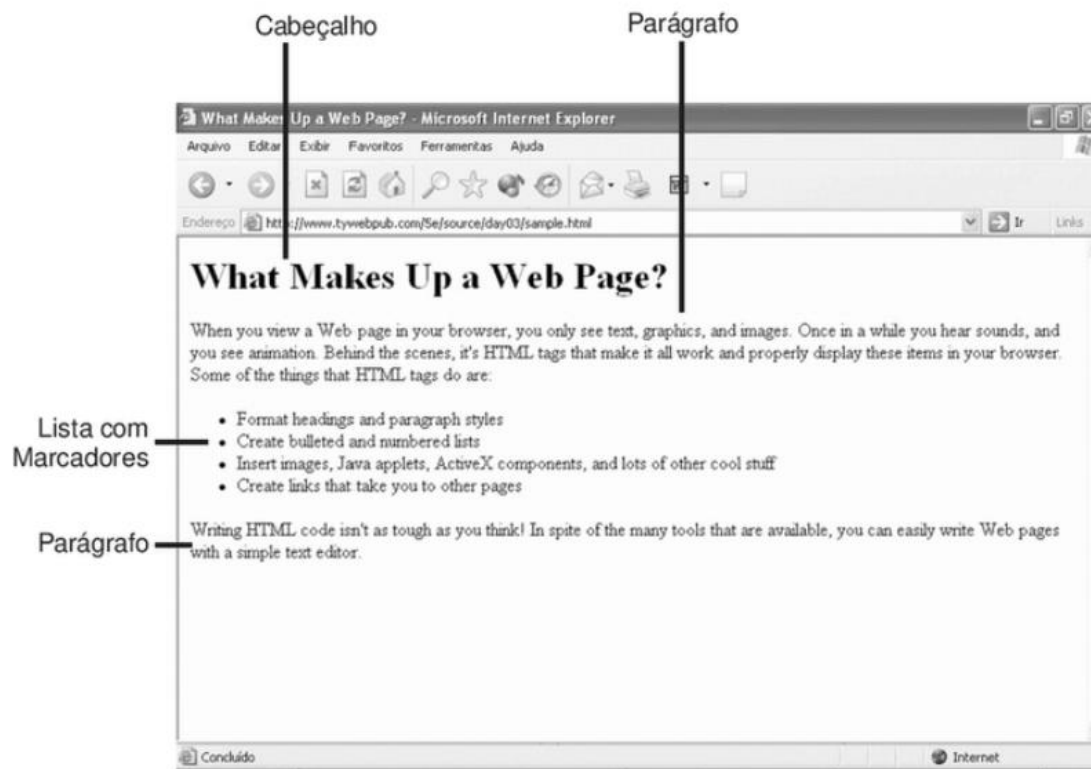 Cabeçalho
Parágrafo
What Makes Up a Web Page? - Microsoft Internet Explorer
Arquivo Editar Exibir Favoritos Ferramentas Ajuda
Endereço http://www.tywebpub.com/5e/source/day03/sample.html Ir Links
What Makes Up a Web Page?
When you view a Web page in your browser, you only see text, graphics, and images. Once in a while you hear sounds, and
you see animation. Behind the scenes, it's HTML tags that make it all work and properly display these items in your browser.
Some of the things that HTML tags do are:
Lista com
Marcadores
• Format headings and paragraph styles
• Create bulleted and numbered lists
• Insert images, Java applets, ActiveX components, and lots of other cool stuff
• Create links that take you to other pages
Parágrafo
Writing HTML code isn't as tough as you think! In spite of the many tools that are available, you can easily write Web pages
with a simple text editor.
Concluído Internet